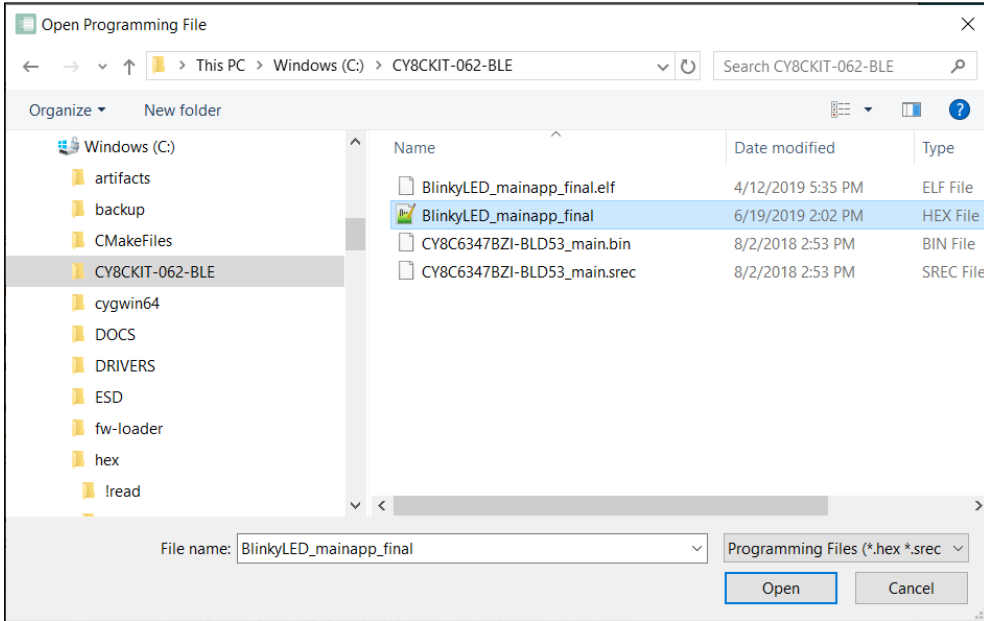 Open Programming File
This PC > Windows (C:) > CY8CKIT-062-BLE
Search CY8CKIT-062-BLE
Organize
New folder
Windows (C:)
artifacts
backup
CMakeFiles
CY8CKIT-062-BLE
cygwin64
DOCS
DRIVERS
ESD
fw-loader
hex
!read
Name Date modified Type
BlinkyLED_mainapp_final.elf 4/12/2019 5:35 PM ELF File
BlinkyLED_mainapp_final 6/19/2019 2:02 PM HEX File
CY8C6347BZI-BLD53_main.bin 8/2/2018 2:53 PM BIN File
CY8C6347BZI-BLD53_main.srec 8/2/2018 2:53 PM SREC File
File name: BlinkyLED_mainapp_final
Programming Files (*.hex *.srec
Open Cancel